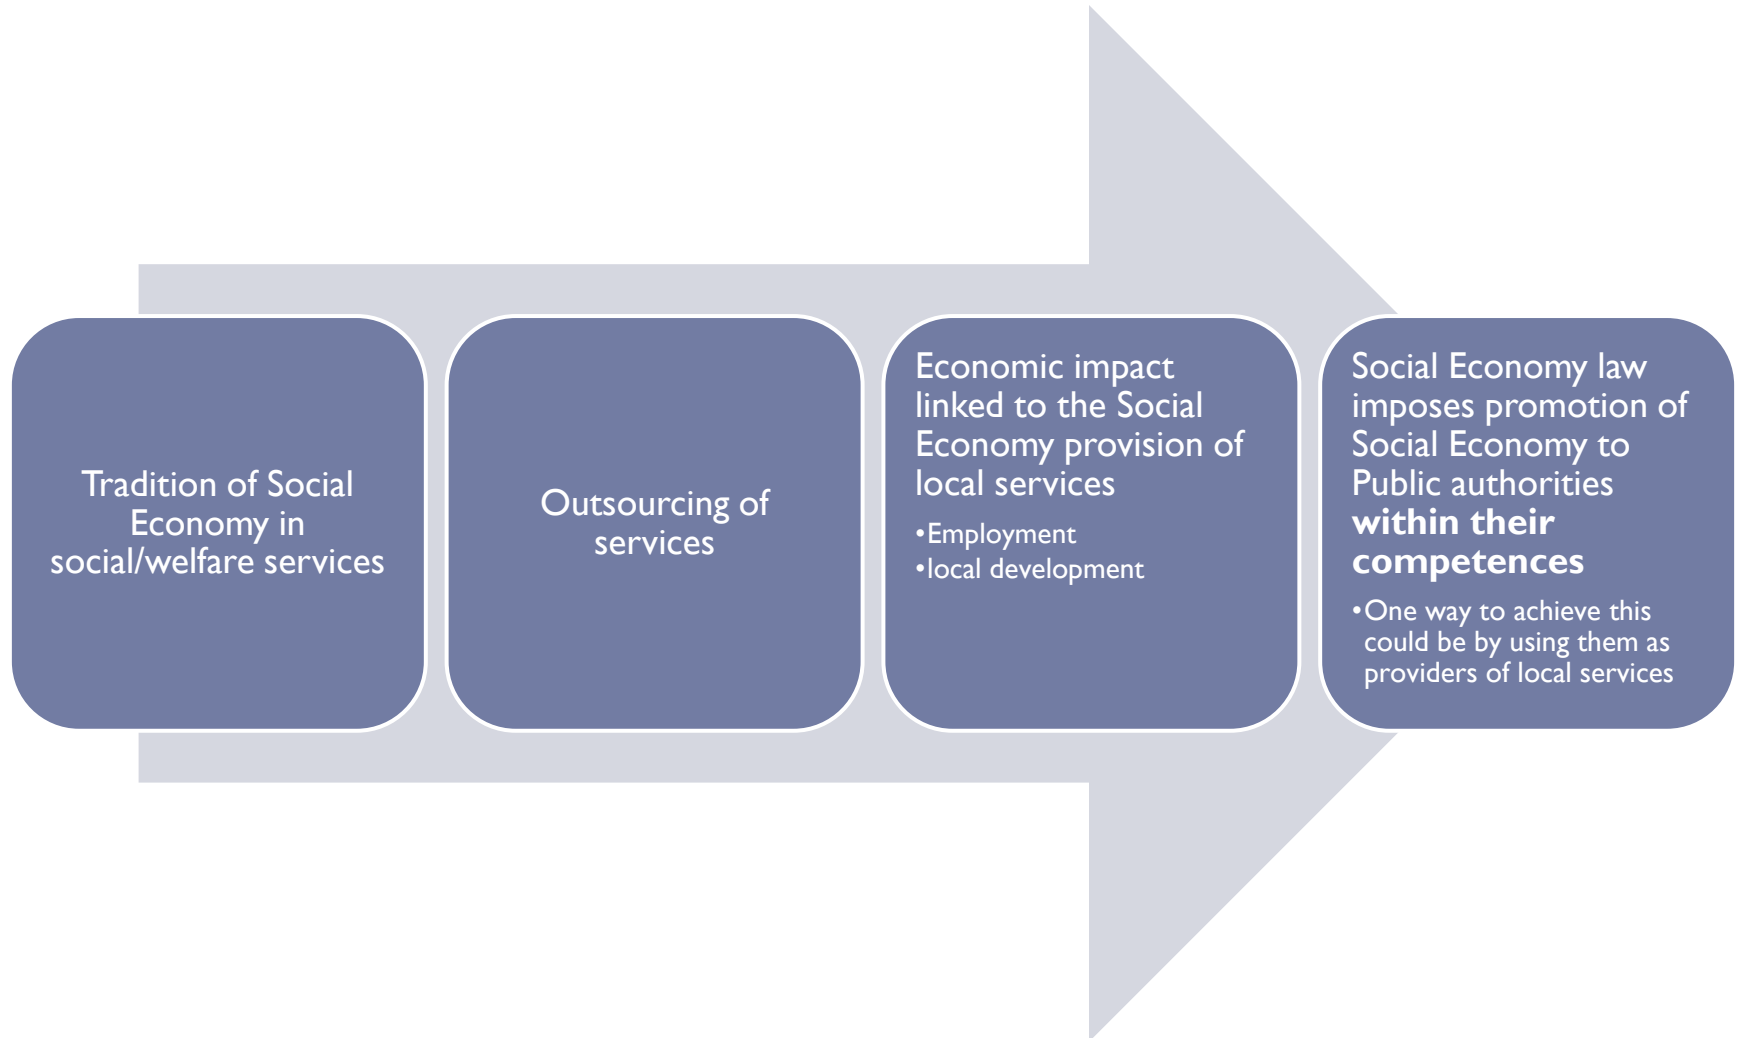 Tradition of Social
Economy in
social/welfare services
Outsourcing of
services
Economic impact
linked to the Social
Economy provision of
local services
•Employment
•local development
Social Economy law
imposes promotion of
Social Economy to
Public authorities
within their
competences
•One way to achieve this
could be by using them as
providers of local services